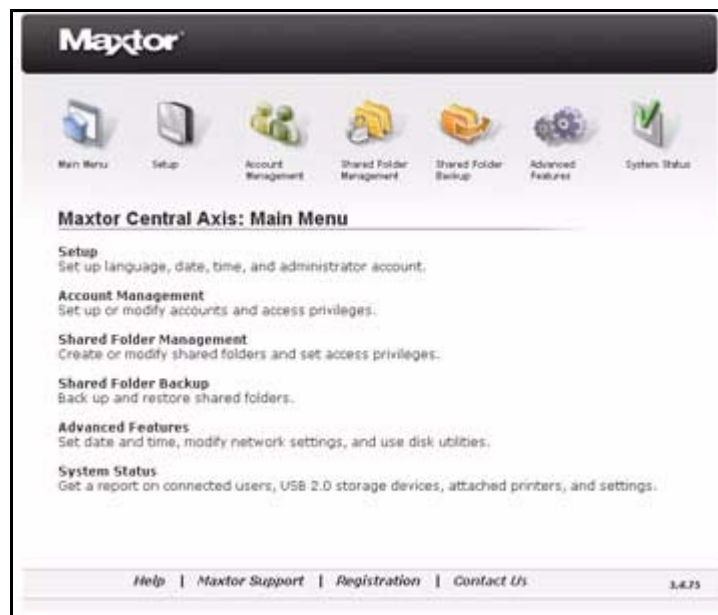 Maxtor
Main Menu
Setup
Account Management
Shared Folder Management
Shared Folder Backup
Advanced Features
System Status
Maxtor Central Axis: Main Menu
Setup
Set up language, date, time, and administrator account.
Account Management
Set up or modify accounts and access privileges.
Shared Folder Management
Create or modify shared folders and set access privileges.
Shared Folder Backup
Back up and restore shared folders.
Advanced Features
Set date and time, modify network settings, and use disk utilities.
System Status
Get a report on connected users, USB 2.0 storage devices, attached printers, and settings.
Help | Maxtor Support | Registration | Contact Us
3.4.73